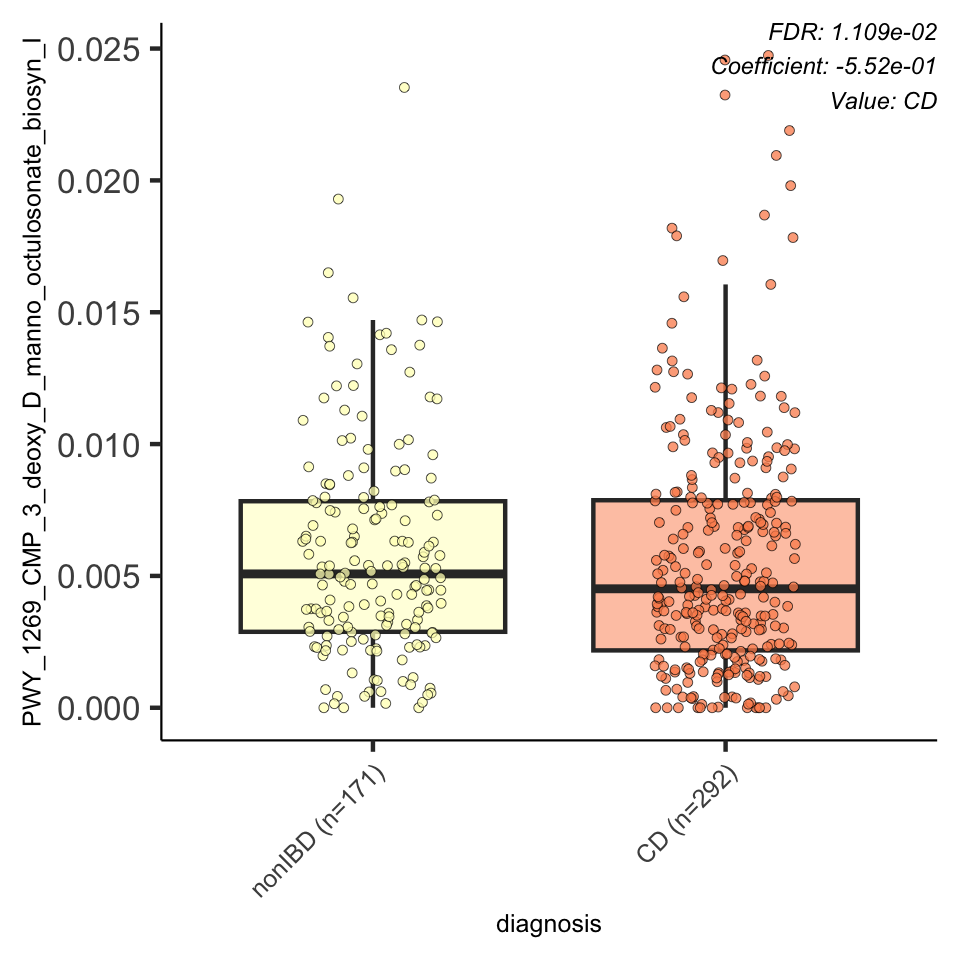 PWY_1269_CMP_3_deoxy_D_manno_octulosonate_biosyn_I
0.025
0.020
0.015
0.010
0.005
0.000
FDR: 1.109e-02
Coefficient: -5.52e-01
Value: CD
nonIBD (n=171)
CD (n=292)
diagnosis